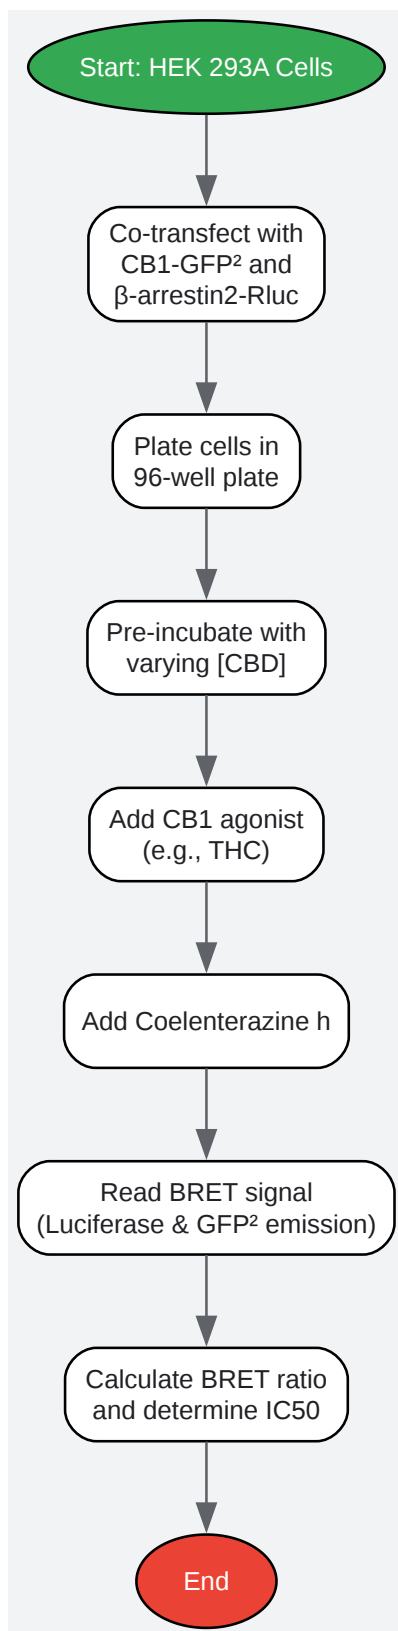 Start: HEK 293A Cells
Co-transfect with
CB1-GFP² and
β-arrestin2-Rluc
Plate cells in
96-well plate
Pre-incubate with
varying [CBD]
Add CB1 agonist
(e.g., THC)
Add Coelenterazine h
Read BRET signal
(Luciferase & GFP² emission)
Calculate BRET ratio
and determine IC50
End